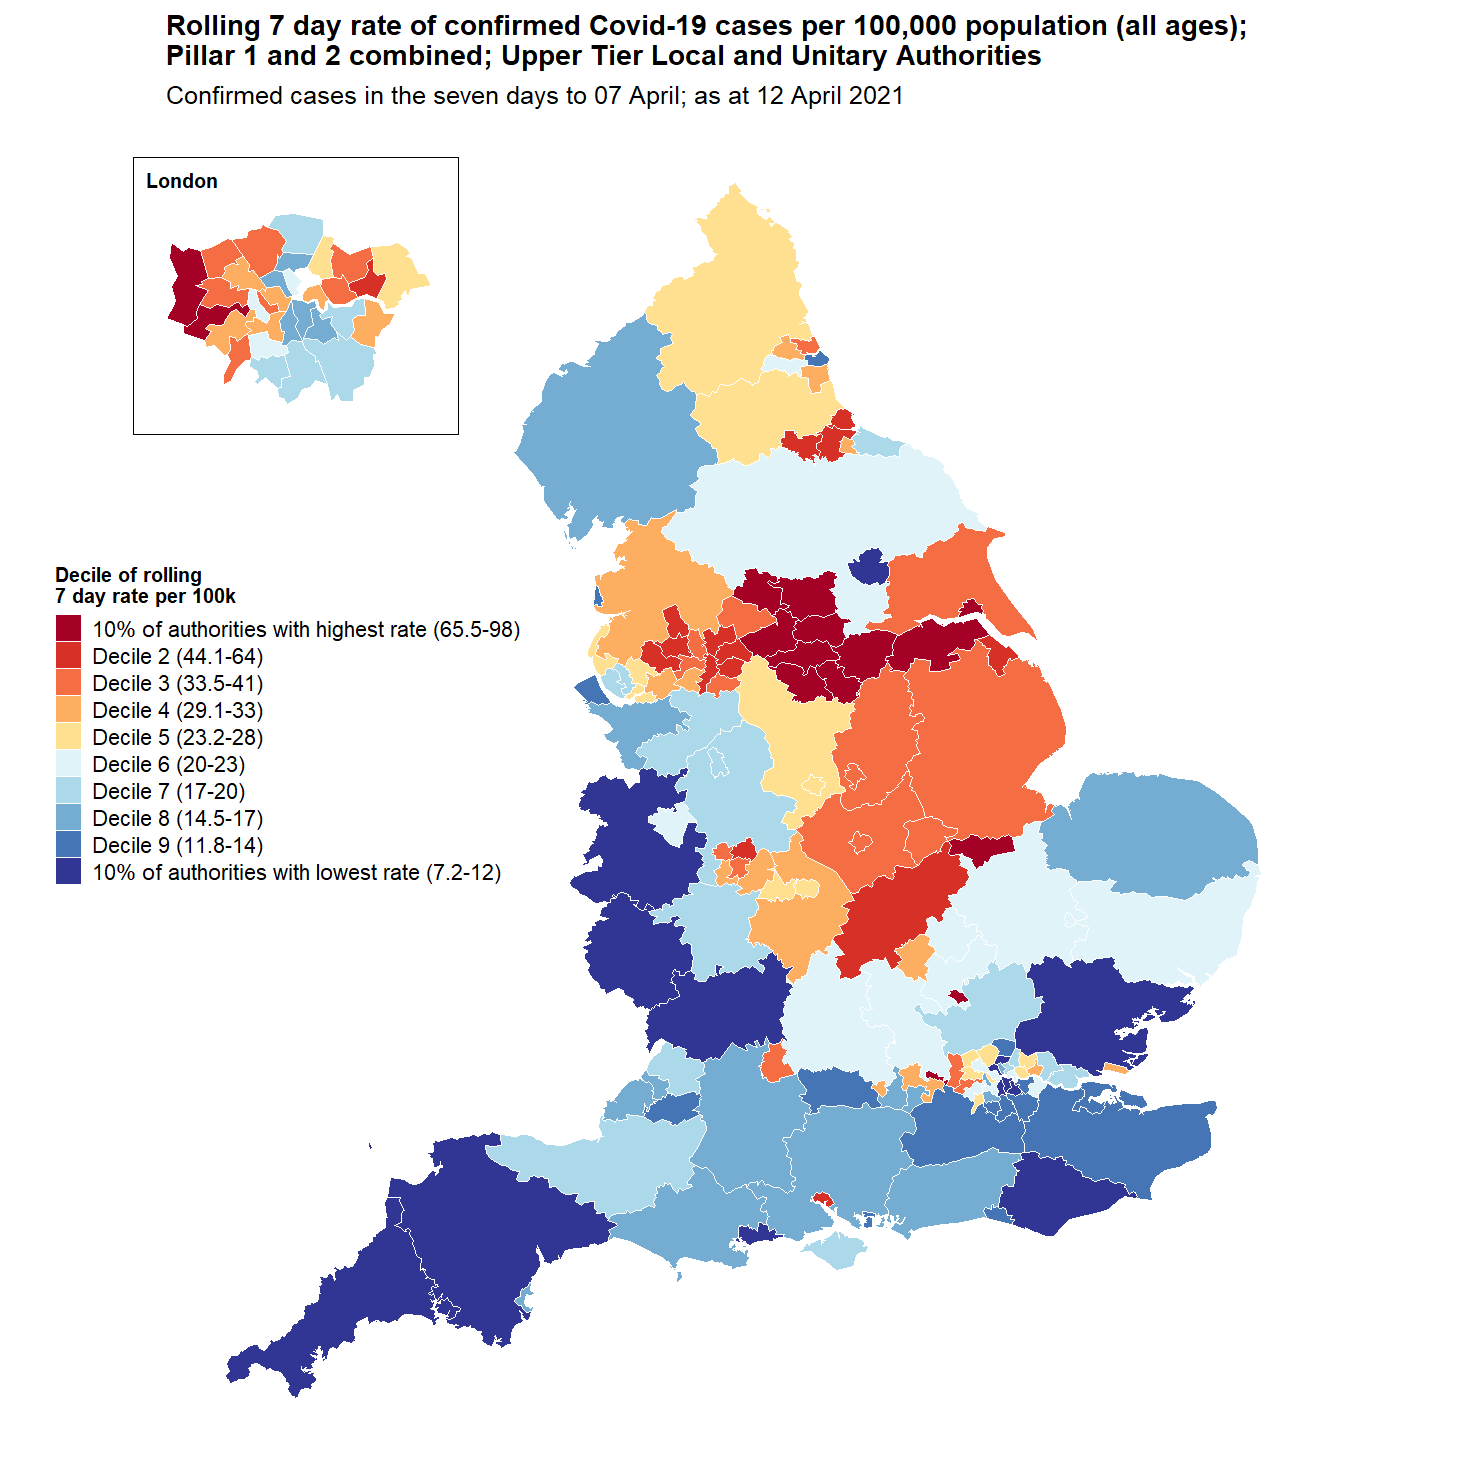 Rolling 7 day rate of confirmed Covid-19 cases per 100,000 population (all ages);
Pillar 1 and 2 combined; Upper Tier Local and Unitary Authorities
Confirmed cases in the seven days to 07 April; as at 12 April 2021
London
Decile of rolling
7 day rate per 100k
10% of authorities with highest rate (65.5-98)
Decile 2 (44.1-64)
Decile 3 (33.5-41)
Decile 4 (29.1-33)
Decile 5 (23.2-28)
Decile 6 (20-23)
Decile 7 (17-20)
Decile 8 (14.5-17)
Decile 9 (11.8-14)
10% of authorities with lowest rate (7.2-12)